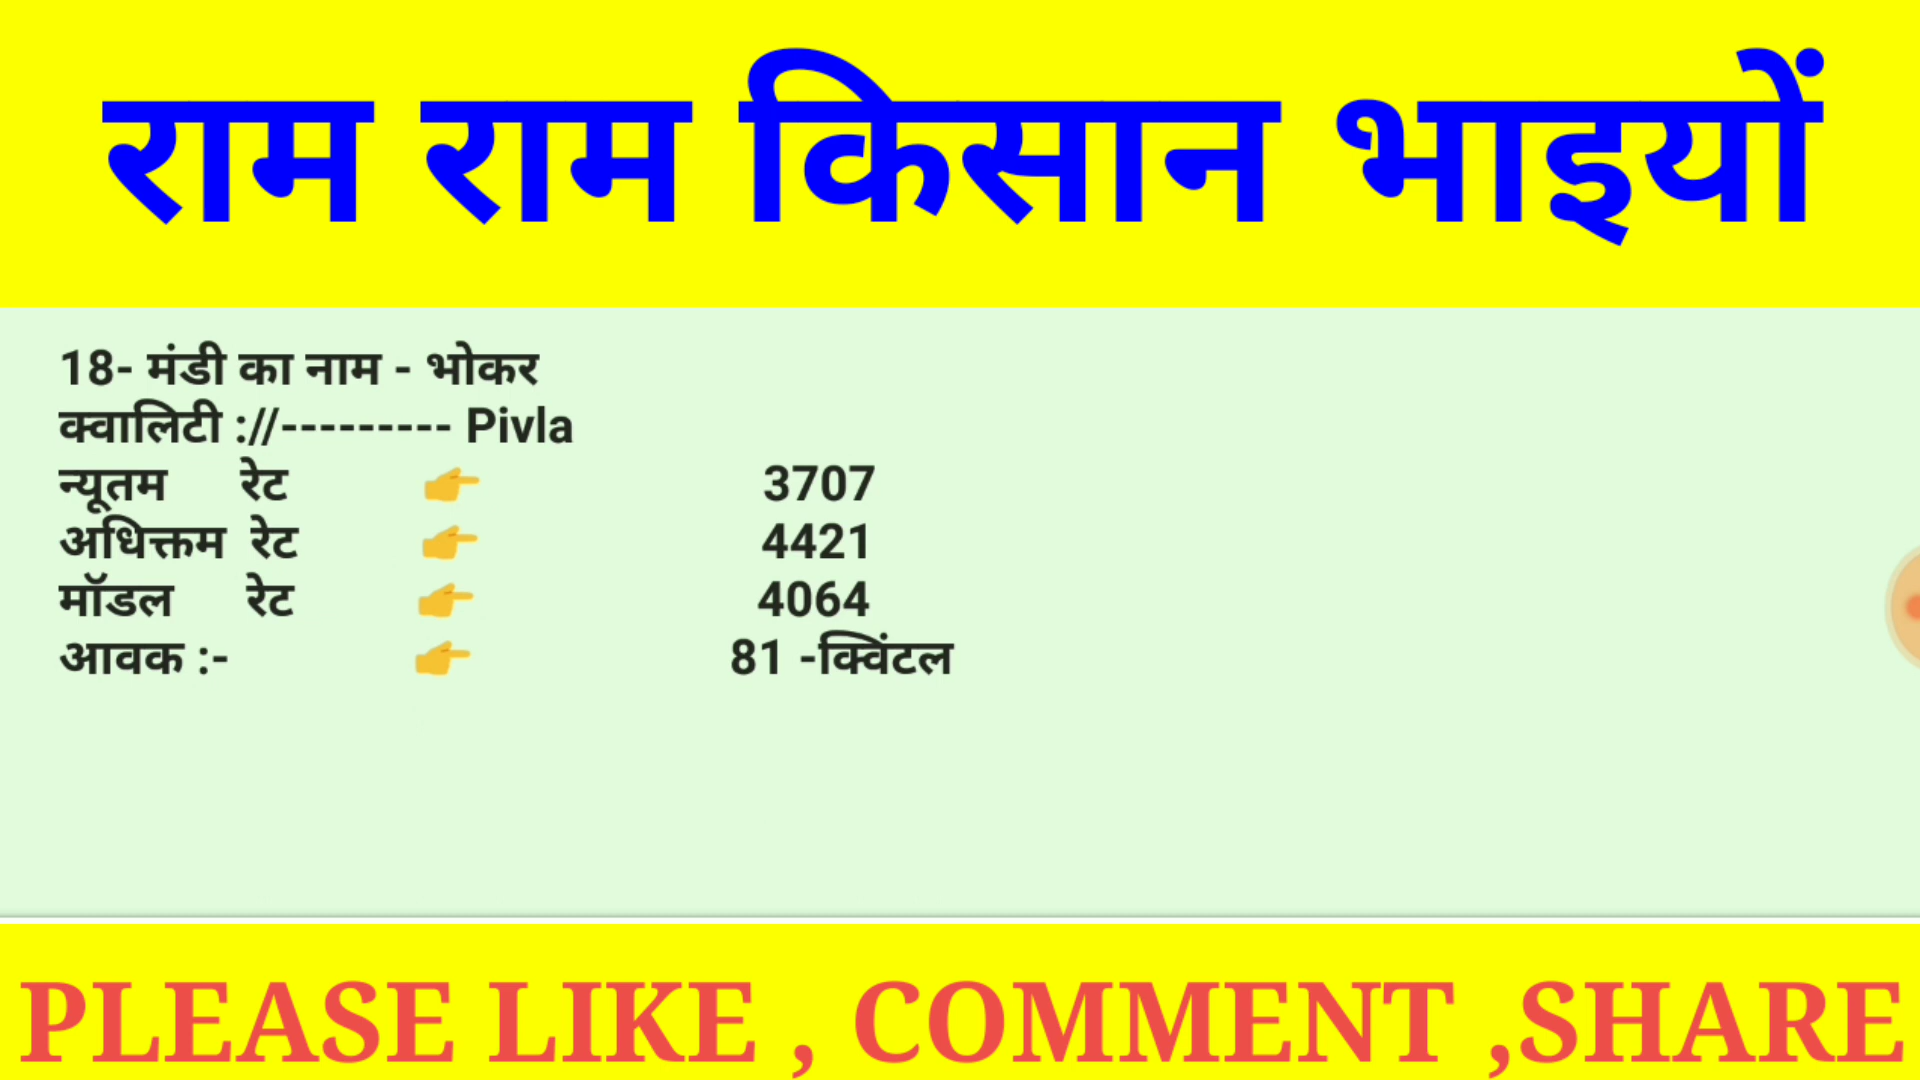 राम राम किसान भाइयों
18- मंडी का नाम - भोकर
क्वालिटी ://--------- Pivla
न्यूतम रेट 👉 3707
अधिक्तम रेट 👉 4421
मॉडल रेट 👉 4064
आवक :- 👉 81 -क्विंटल
PLEASE LIKE , COMMENT ,SHARE